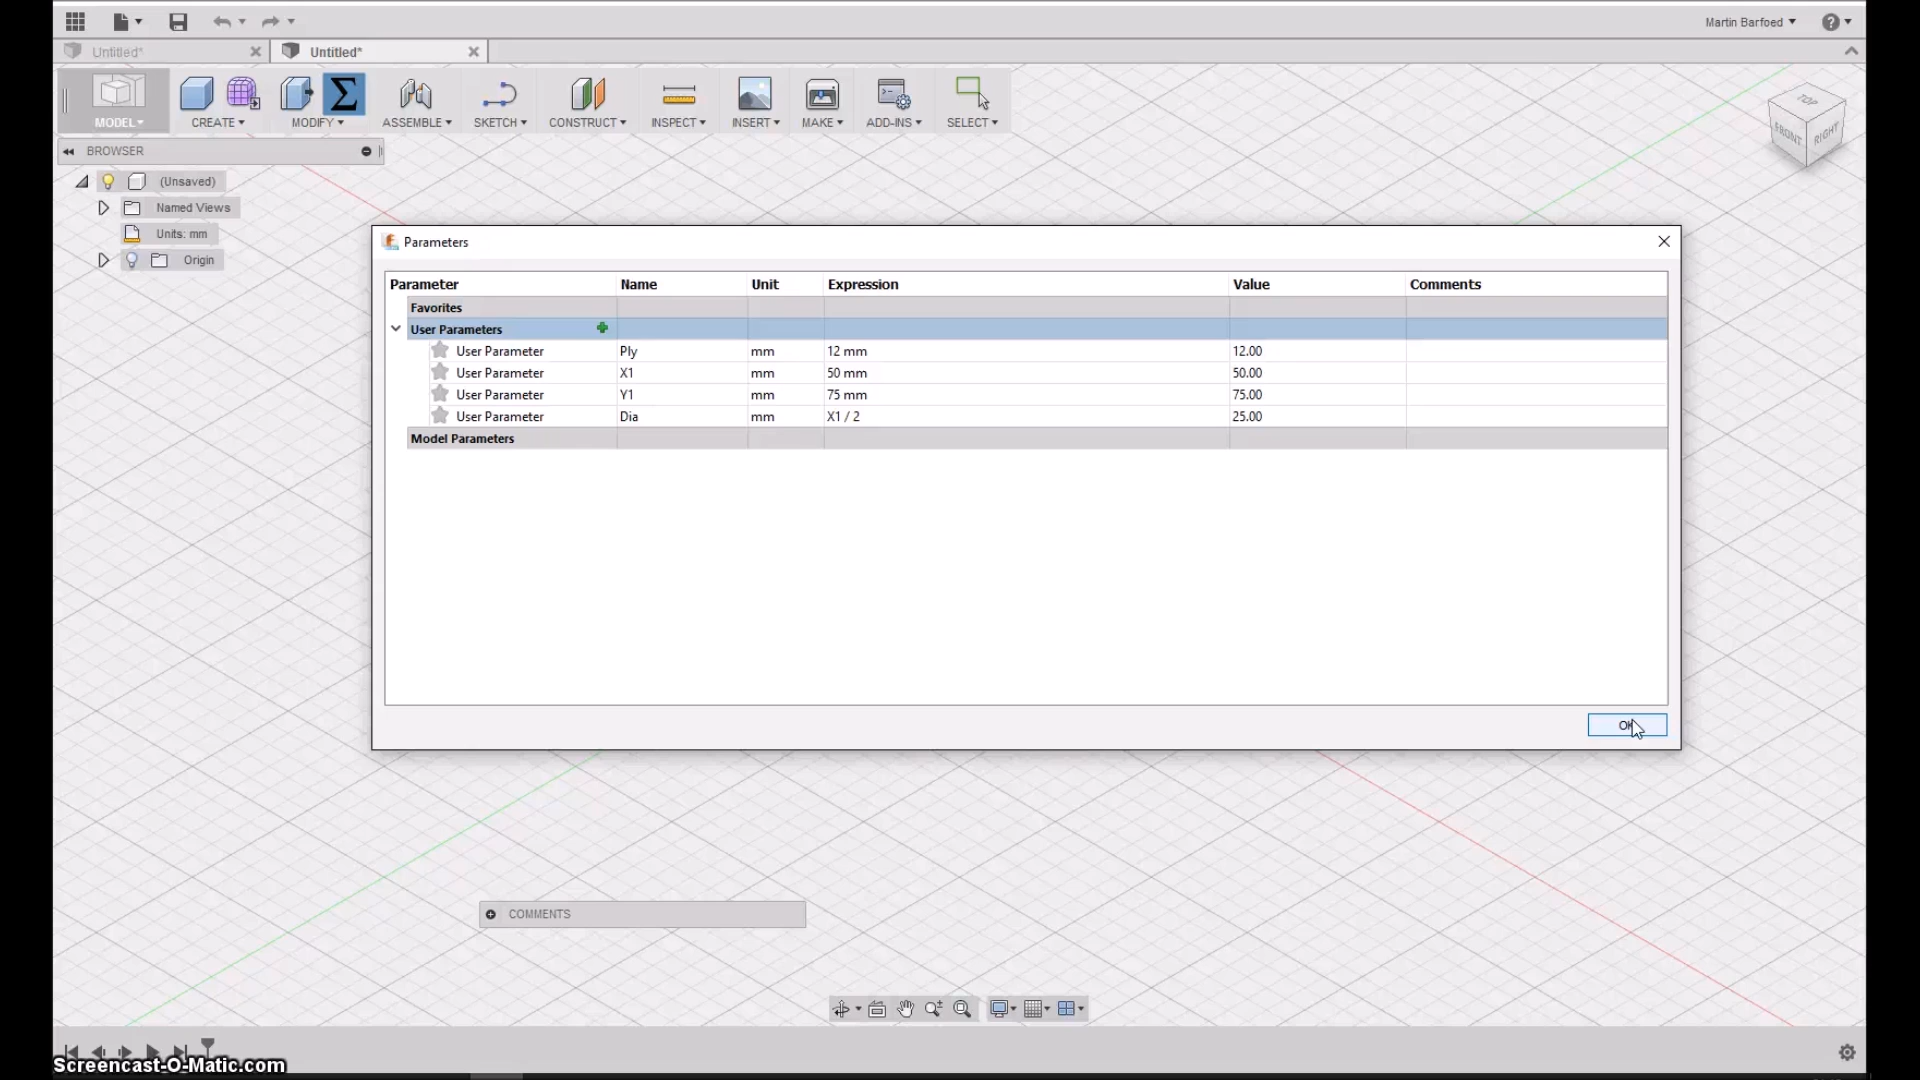 Martin Barfoed
?
Untitled*
Untitled*
MODEL
CREATE
MODIFY
ASSEMBLE
SKETCH
CONSTRUCT
INSPECT
INSERT
MAKE
ADD-INS
SELECT
TOP
FRONT
RIGHT
BROWSER
(Unsaved)
Named Views
Units: mm
Origin
Parameters
Parameter Name Unit Expression Value Comments
Favorites
User Parameters
User Parameter Ply mm 12 mm 12.00
User Parameter X1 mm 50 mm 50.00
User Parameter Y1 mm 75 mm 75.00
User Parameter Dia mm X1 / 2 25.00
Model Parameters
OK
COMMENTS
Screencast-O-Matic.com